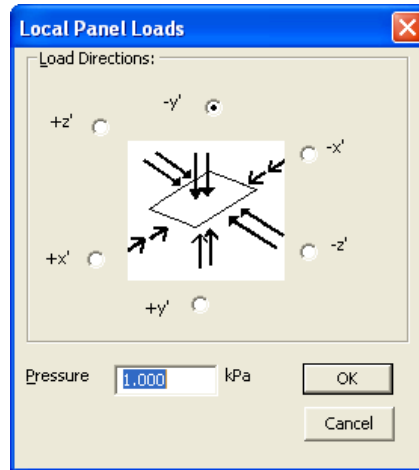 Local Panel Loads
Load Directions:
-y'
+z'
-x'
+x'
-z'
+y'
Pressure 1.000 kPa OK
Cancel